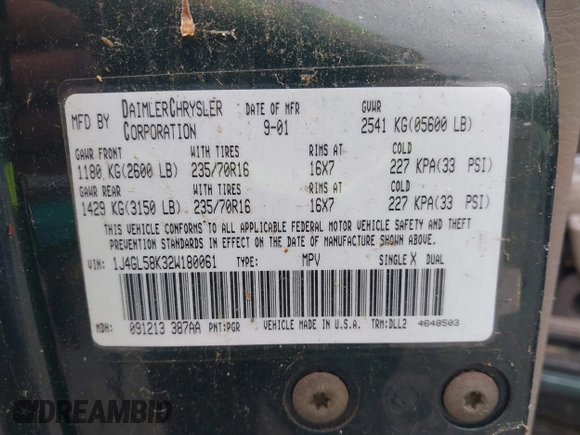 MFD BY DAIMLERCHRYSLER CORPORATION DATE OF MFR 9-01 GVWR 2541 KG(05600 LB)
GAWR FRONT WITH TIRES RIMS AT COLD
1180 KG(2600 LB) 235/70R16 16X7 227 KPA(33 PSI)
GAWR REAR WITH TIRES RIMS AT COLD
1429 KG(3150 LB) 235/70R16 16X7 227 KPA(33 PSI)
THIS VEHICLE CONFORMS TO ALL APPLICABLE FEDERAL MOTOR VEHICLE SAFETY AND THEFT
PREVENTION STANDARDS IN EFFECT ON THE DATE OF MANUFACTURE SHOWN ABOVE.
VIN: 1J4GL58K32W180061 TYPE: MPV SINGLE X DUAL
MDH: 091213 387AA PNT:PGR VEHICLE MADE IN U.S.A. TRM:DLL2 4648503
DREAMBID